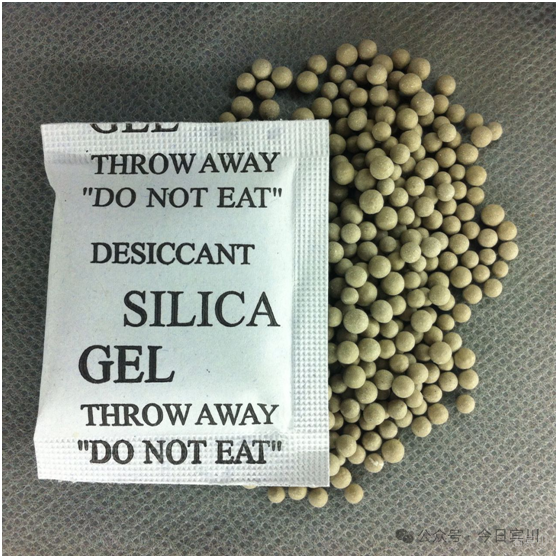 GEL
THROW AWAY
"DO NOT EAT"
DESICCANT
SILICA
GEL
THROW AWAY
"DO NOT EAT"
公众号 · 今日宾川